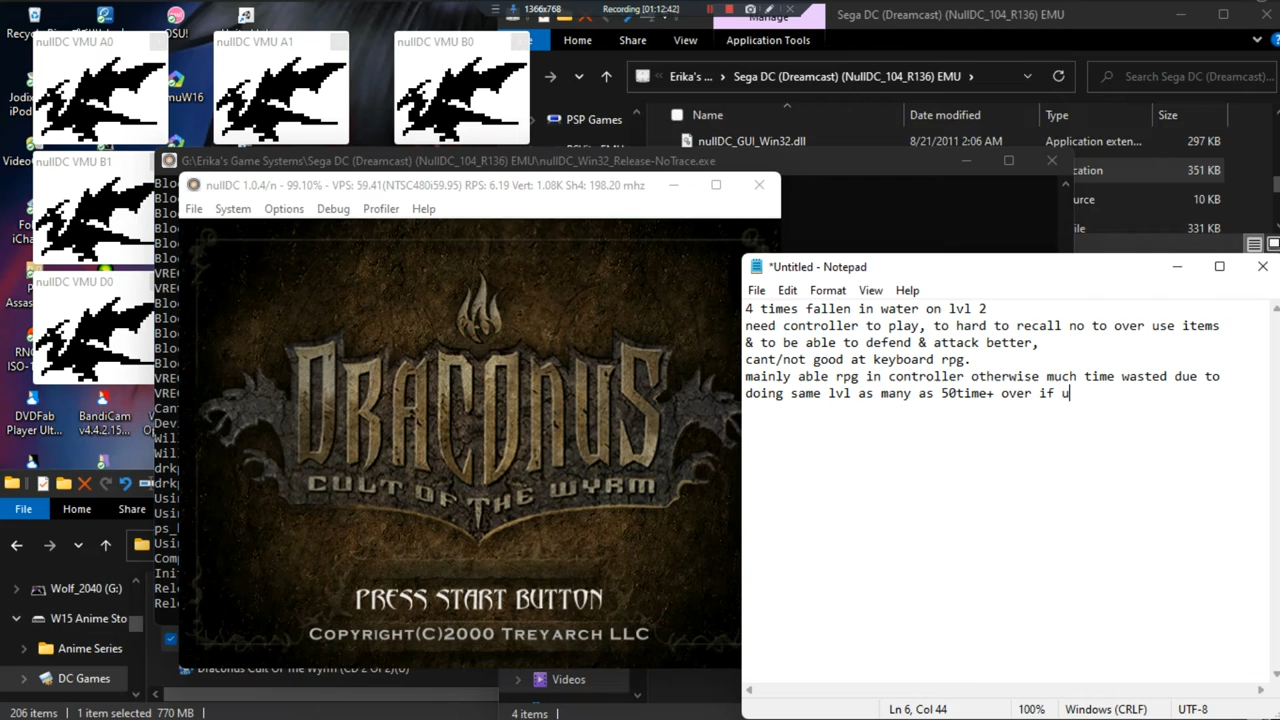 1366x768
Recording [01:12:42]
Manage
Sega DC (Dreamcast) (NullDC_104_R136) EMU
OSU!
nullDC VMU A0
nullDC VMU A1
nullDC VMU B0
Home
Share
View
Application Tools
Erika's ...
Sega DC (Dreamcast) (NullDC_104_R136) EMU
Search Sega DC (Dreamcast)...
PSP Games
Name
Date modified
Type
Size
nullDC_GUI_Win32.dll
8/21/2011 2:06 AM
Application exten...
297 KB
nullDC VMU B1
G:\Erika's Game Systems\Sega DC (Dreamcast) (NullDC_104_R136) EMU\nullDC_Win32_Release-NoTrace.exe
331 KB
10 KB
331 KB
nullDC 1.0.4/n - 99.10% - VPS: 59.41(NTSC480i59.95) RPS: 6.19 Vert: 1.08K Sh4: 198.20 mhz
File System Options Debug Profiler Help
nullDC VMU D0
DRACONUS
CULT OF THE WYRM
PRESS START BUTTON
COPYRIGHT(C)2000 TREYARCH LLC
*Untitled - Notepad
File Edit Format View Help
4 times fallen in water on lvl 2
need controller to play, to hard to recall no to over use items
& to be able to defend & attack better,
cant/not good at keyboard rpg.
mainly able rpg in controller otherwise much time wasted due to
doing same lvl as many as 50time+ over if u
Ln 6, Col 44
100%
Windows (CRLF)
UTF-8
DVDFab
Player Ult...
BandiCam
v4.4.2.15...
File
Home
Share
Wolf_2040 (G:)
W15 Anime Sto
Anime Series
DC Games
206 items
1 item selected 770 MB
Draconus Cult Of The Wyrm (CD 2 Of 2)(U)
Videos
4 items